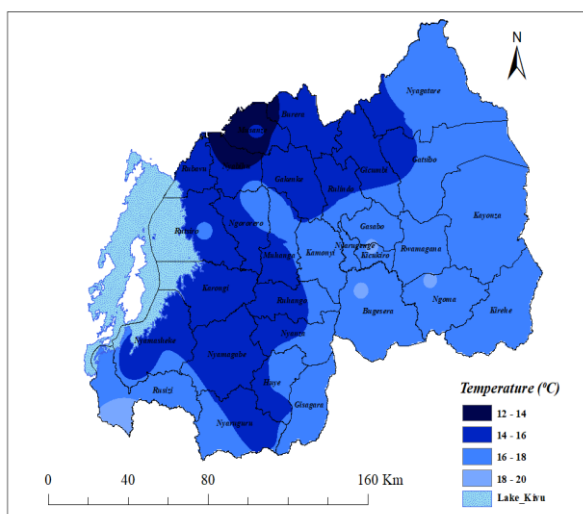 N
Nyagatare
Burera
Musanze
Gatsibo
Rubavu
Gicumbi
Gakenke
Rulindo
Kayonza
Ngororero
Gasabo
Rutsiro
Nyarugenge
Rwamagana
Muhanga
Kamonyi
Kicukiro
Karongi
Ruhango
Bugesera
Ngoma
Kirehe
Nyanza
Nyamasheke
Nyamagabe
Huye
Rusizi
Gisagara
Nyaruguru
Temperature (ºC)
12 - 14
14 - 16
16 - 18
18 - 20
Lake_Kivu
0 40 80 160 Km